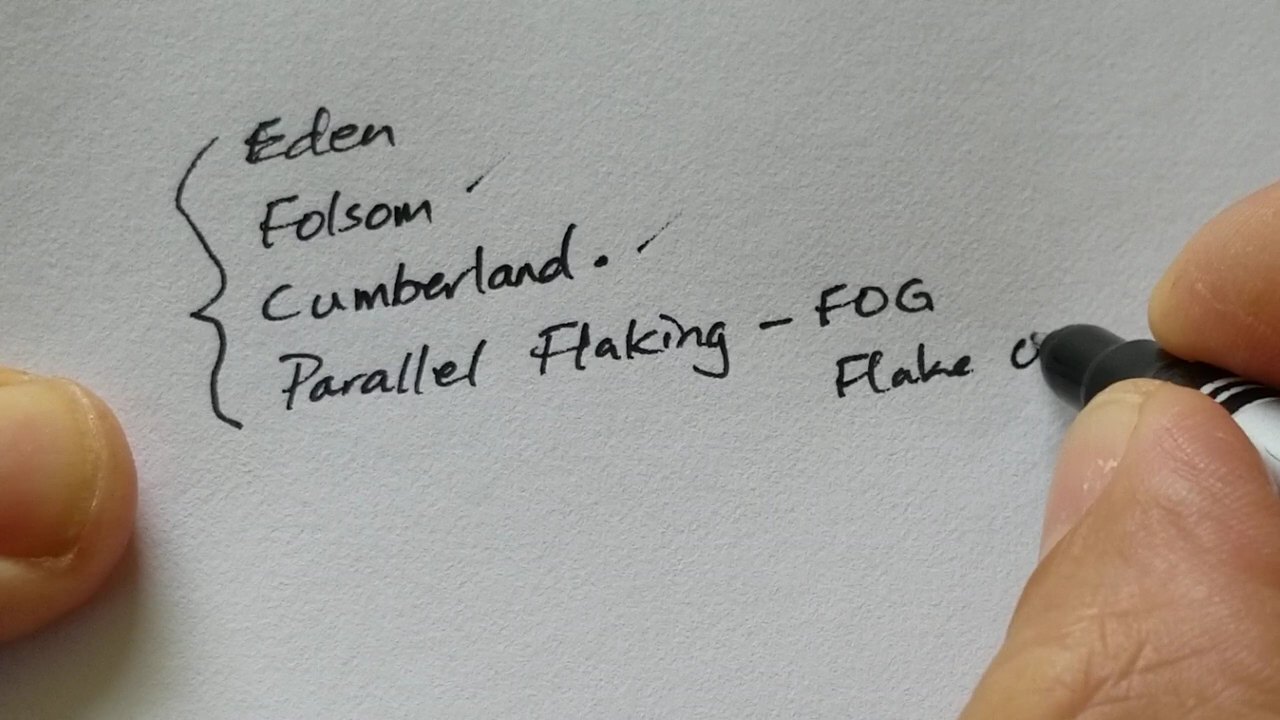 Eden
Folsom ✓
Cumberland. ✓
Parallel Flaking - FOG
Flake